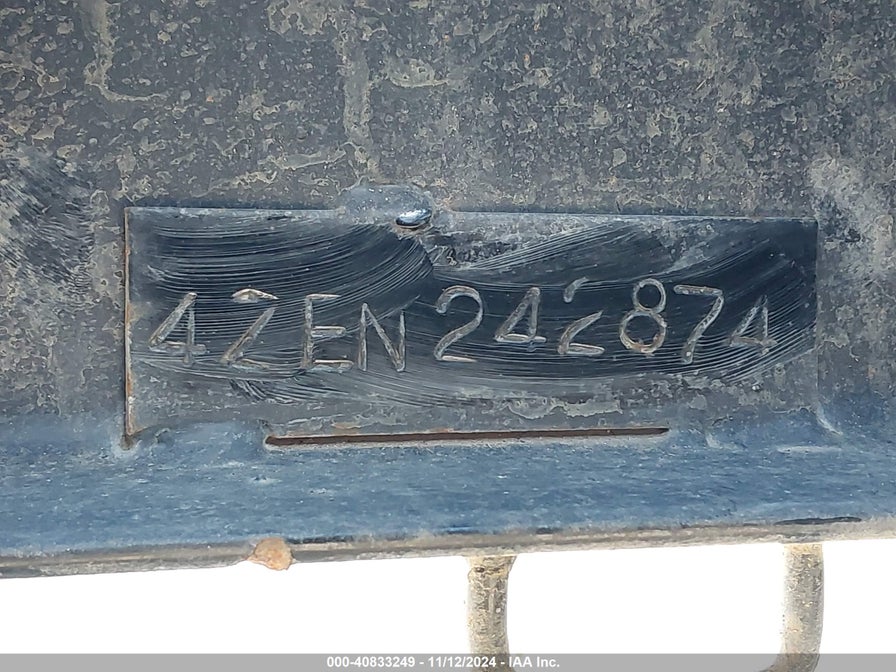 4ZEN242874
000-40833249 - 11/12/2024 - IAA Inc.